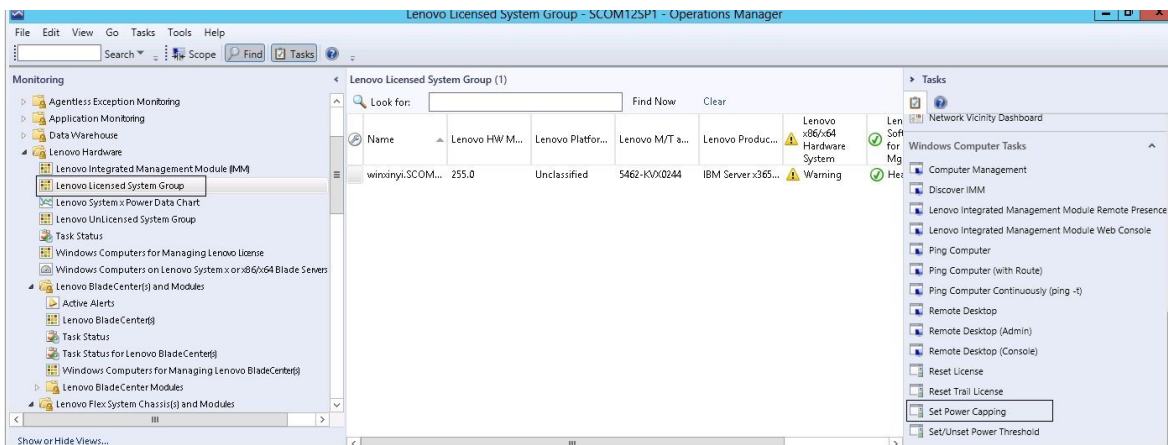 Lenovo Licensed System Group - SCOM12SP1 - Operations Manager
File Edit View Go Tasks Tools Help
Search Scope Find Tasks
Monitoring
Agentless Exception Monitoring
Application Monitoring
Data Warehouse
Lenovo Hardware
Lenovo Integrated Management Module (IMM)
Lenovo Licensed System Group
Lenovo System x Power Data Chart
Lenovo UnLicensed System Group
Task Status
Windows Computers for Managing Lenovo License
Windows Computers on Lenovo System x or x86/x64 Blade Servers
Lenovo BladeCenter(s) and Modules
Active Alerts
Lenovo BladeCenter(s)
Task Status
Task Status for Lenovo BladeCenter(s)
Windows Computers for Managing Lenovo BladeCenter(s)
Lenovo BladeCenter Modules
Lenovo Flex System Chassis(s) and Modules
Show or Hide Views...
Lenovo Licensed System Group (1)
Look for: Find Now Clear
Name Lenovo HW M... Lenovo Platfor... Lenovo M/T a... Lenovo Produc...
Lenovo
x86/x64
Hardware
System
Len
Soft
for
Mg
winxinyi.SCOM... 255.0 Unclassified 5462-KVX0244 IBM Server x365... Warning Hea
Tasks
Network Vicinity Dashboard
Windows Computer Tasks
Computer Management
Discover IMM
Lenovo Integrated Management Module Remote Presence
Lenovo Integrated Management Module Web Console
Ping Computer
Ping Computer (with Route)
Ping Computer Continuously (ping -t)
Remote Desktop
Remote Desktop (Admin)
Remote Desktop (Console)
Reset License
Reset Trail License
Set Power Capping
Set/Unset Power Threshold